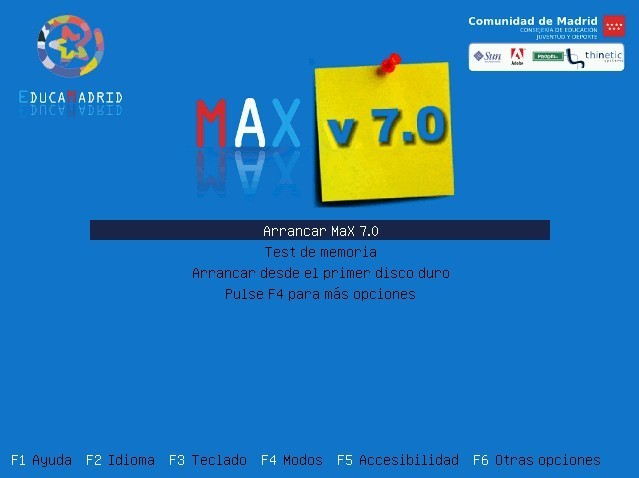 Comunidad de Madrid
CONSEJERÍA DE EDUCACIÓN
JUVENTUD Y DEPORTE
Sun
Adobe
thinetic
EDUCAMADRID
MAX
v 7.0
Arrancar MaX 7.0
Test de memoria
Arrancar desde el primer disco duro
Pulse F4 para más opciones
F1 Ayuda F2 Idioma F3 Teclado F4 Modos F5 Accesibilidad F6 Otras opciones